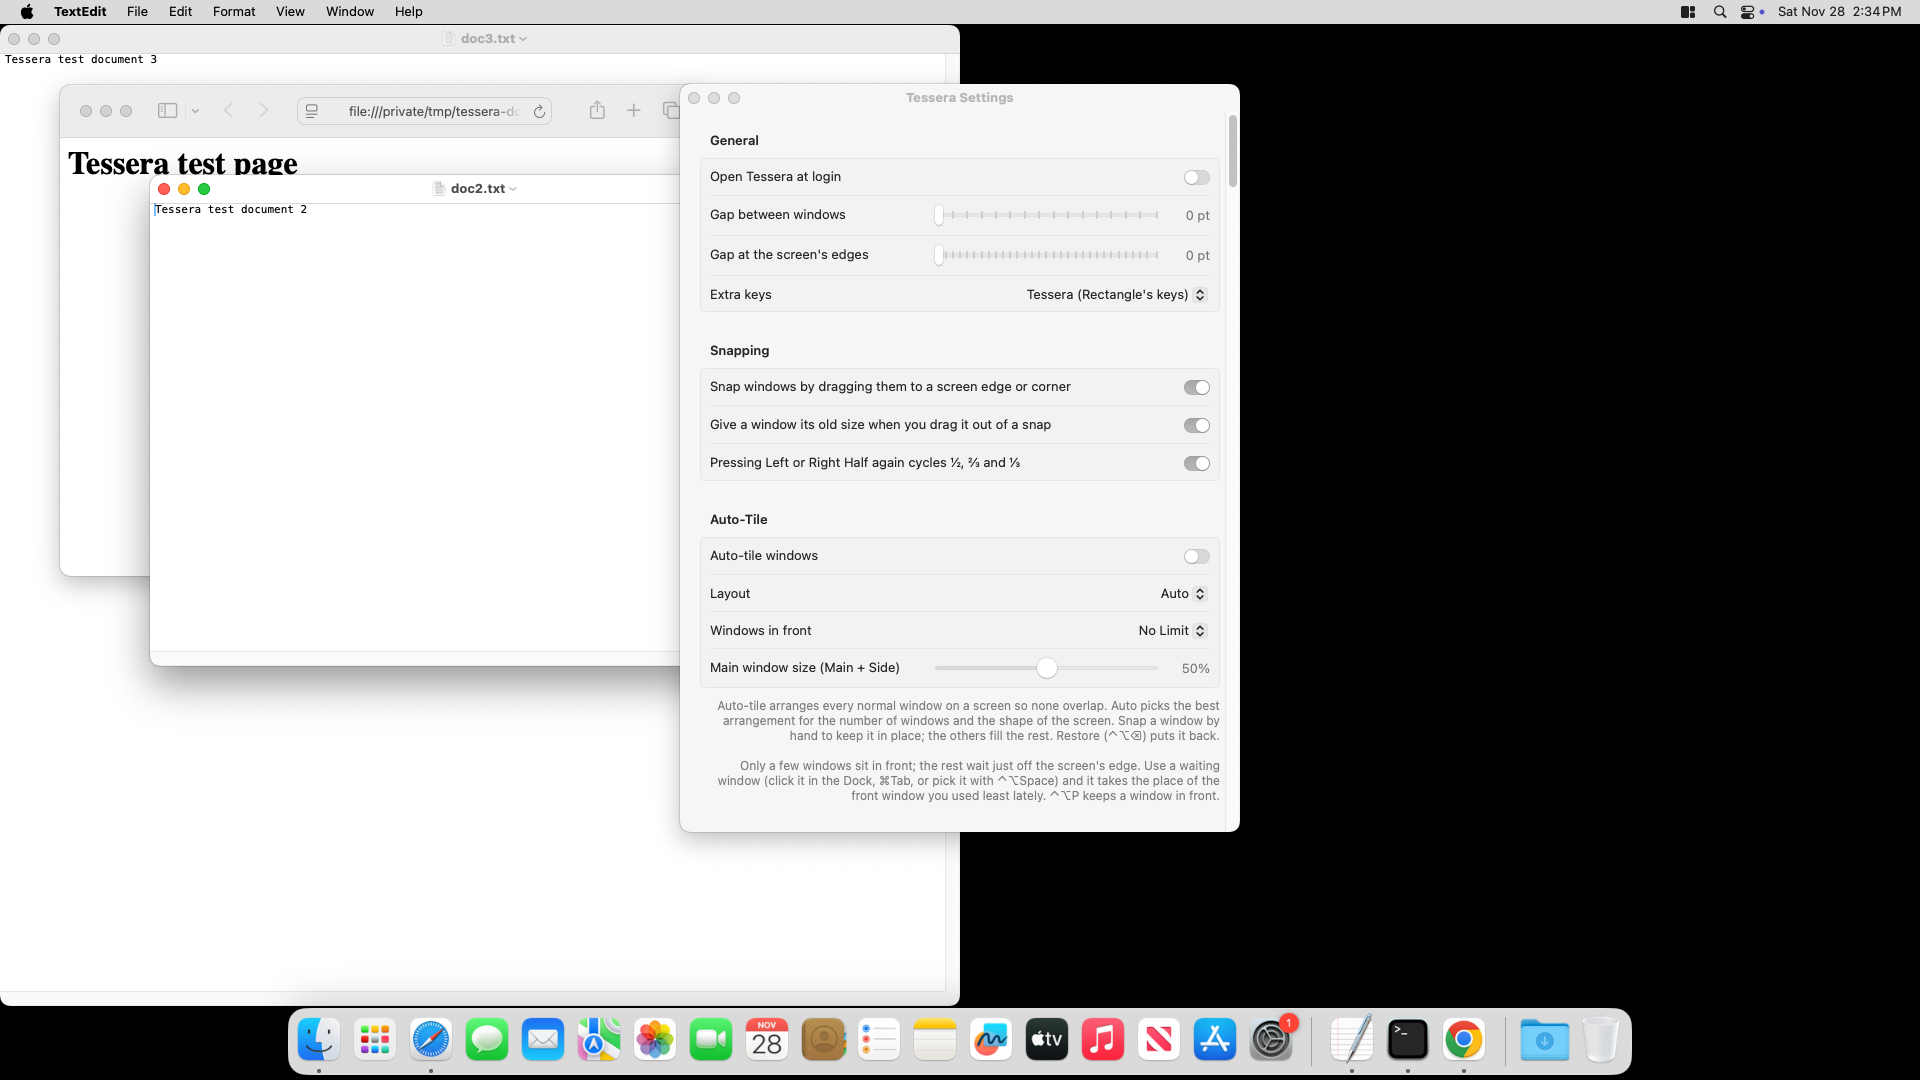 TextEdit File Edit Format View Window Help Sat Nov 28 2:34 PM
doc3.txt
Tessera test document 3
file:///private/tmp/tessera-do
Tessera test page
doc2.txt
Tessera test document 2
Tessera Settings
General
Open Tessera at login
Gap between windows 0 pt
Gap at the screen's edges 0 pt
Extra keys Tessera (Rectangle's keys)
Snapping
Snap windows by dragging them to a screen edge or corner
Give a window its old size when you drag it out of a snap
Pressing Left or Right Half again cycles ½, ⅔ and ⅓
Auto-Tile
Auto-tile windows
Layout Auto
Windows in front No Limit
Main window size (Main + Side) 50%
Auto-tile arranges every normal window on a screen so none overlap. Auto picks the best
arrangement for the number of windows and the shape of the screen. Snap a window by
hand to keep it in place; the others fill the rest. Restore (^⌥⌫) puts it back.
Only a few windows sit in front; the rest wait just off the screen's edge. Use a waiting
window (click it in the Dock, ⌘Tab, or pick it with ^⌥Space) and it takes the place of the
front window you used least lately. ^⌥P keeps a window in front.
NOV
28
tv
1
>_